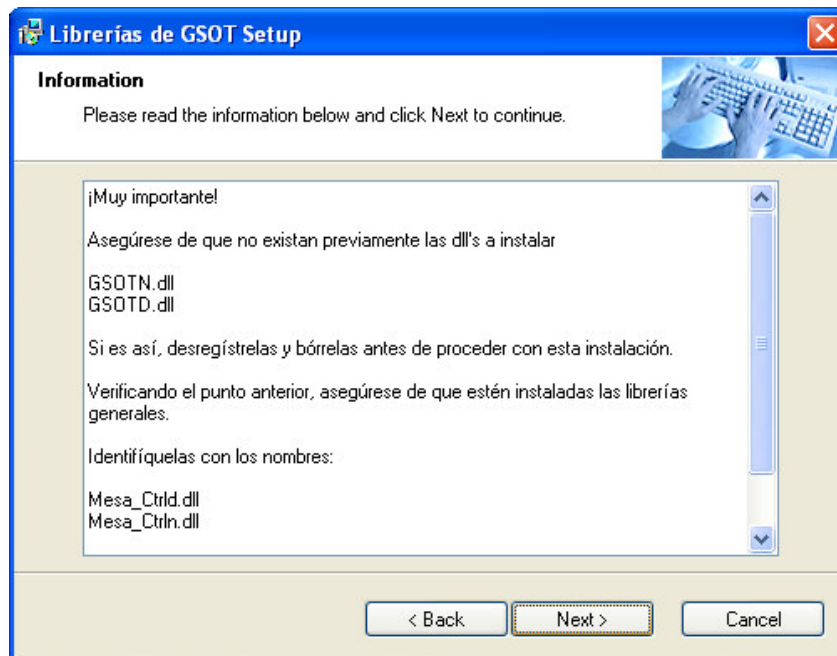 Librerías de GSOT Setup
Information
Please read the information below and click Next to continue.
¡Muy importante!
Asegúrese de que no existan previamente las dll's a instalar
GSOTN.dll
GSOTD.dll
Si es así, desregístrelas y bórrelas antes de proceder con esta instalación.
Verificando el punto anterior, asegúrese de que estén instaladas las librerías
generales.
Identifíquelas con los nombres:
Mesa_Ctrld.dll
Mesa_Ctrln.dll
< Back
Next >
Cancel